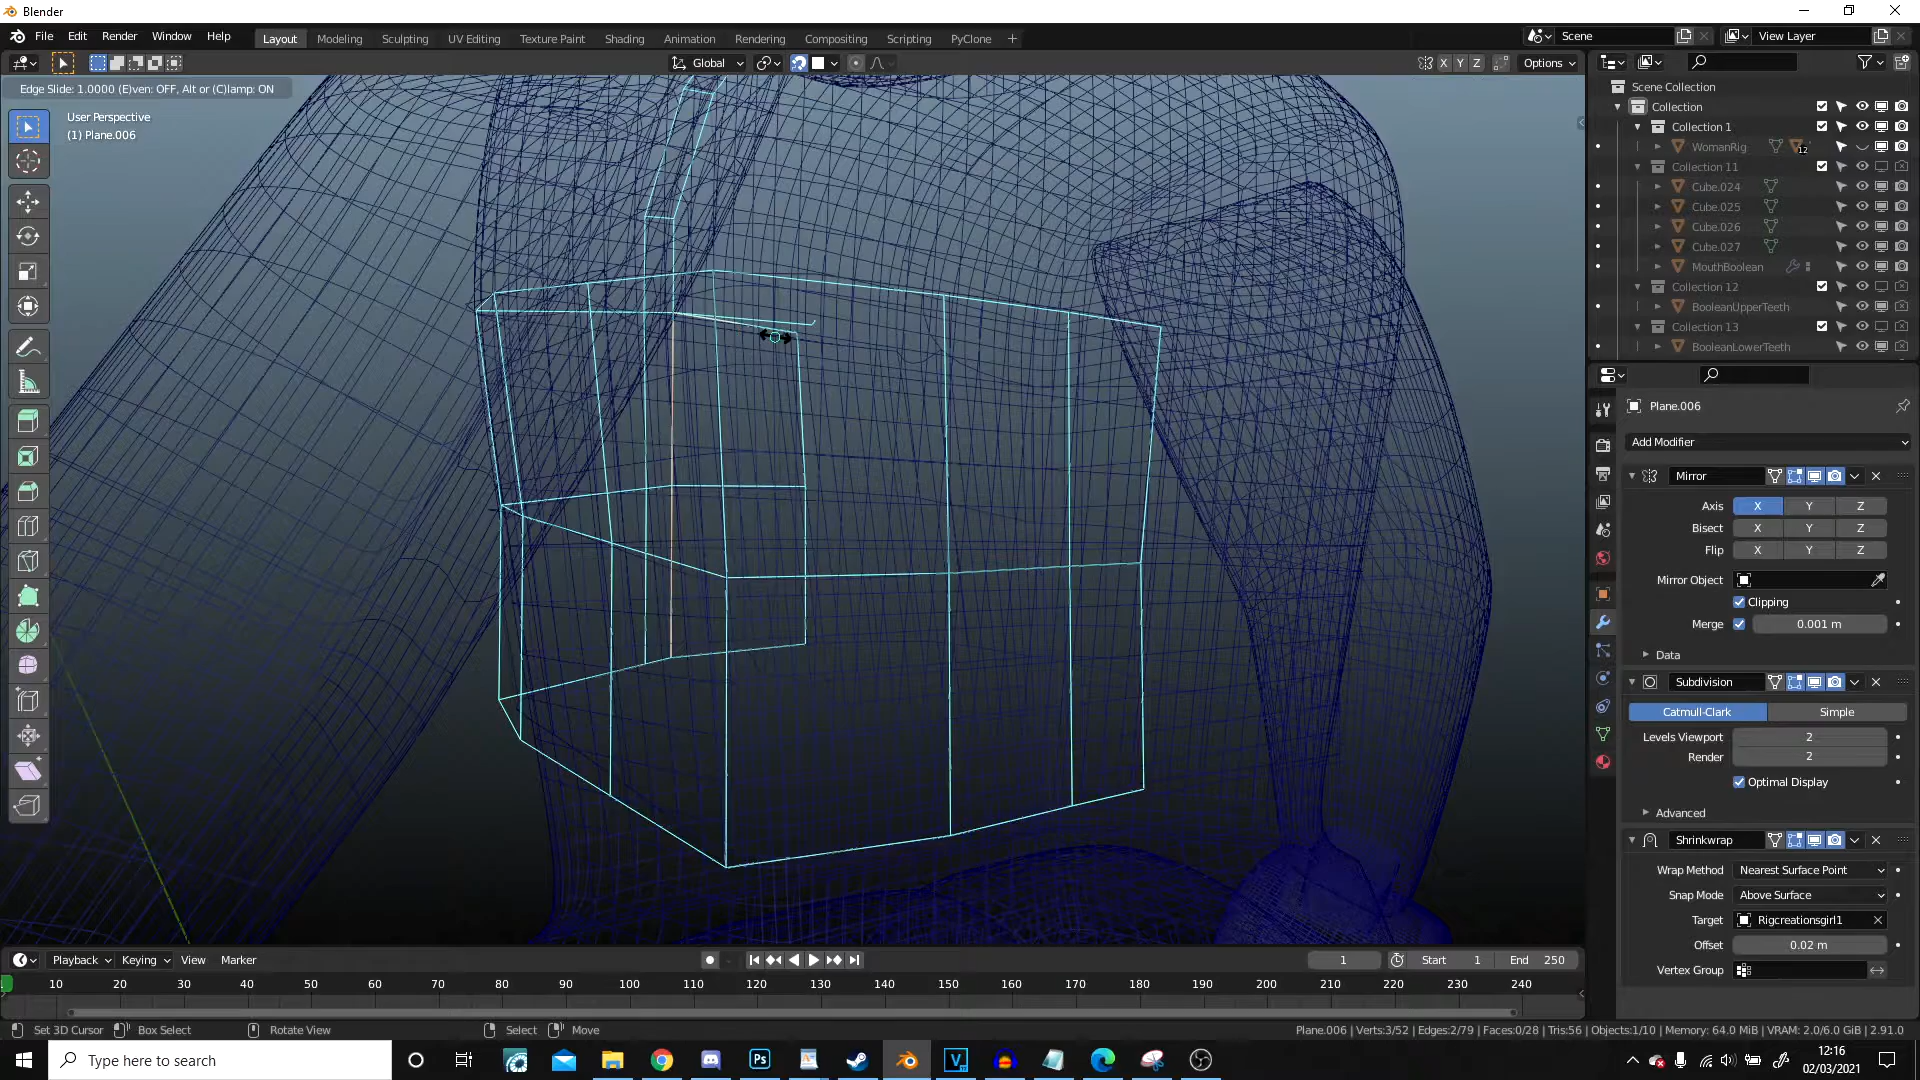 Blender
File Edit Render Window Help
Layout Modeling Sculpting UV Editing Texture Paint Shading Animation Rendering Compositing Scripting PyClone
Scene View Layer
Global X Y Z Options
Edge Slide: 1.0000 (E)ven: OFF, Alt or (C)lamp: ON
User Perspective
(1) Plane.006
Scene Collection
Collection
Collection 1
WomanRig 12
Collection 11
Cube.024
Cube.025
Cube.026
Cube.027
MouthBoolean
Collection 12
BooleanUpperTeeth
Collection 13
BooleanLowerTeeth
Plane.006
Add Modifier
Mirror
Axis X Y Z
Bisect X Y Z
Flip X Y Z
Mirror Object
Clipping
Merge 0.001 m
Data
Subdivision
Catmull-Clark Simple
Levels Viewport 2
Render 2
Optimal Display
Advanced
Shrinkwrap
Wrap Method Nearest Surface Point
Snap Mode Above Surface
Target Rigcreationsgirl1
Offset 0.02 m
Vertex Group
Playback Keying View Marker 1 Start 1 End 250
10 20 30 40 50 60 70 80 90 100 110 120 130 140 150 160 170 180 190 200 210 220 230 240
Set 3D Cursor Box Select Rotate View Select Move Plane.006 | Verts:3/52 | Edges:2/79 | Faces:0/28 | Tris:56 | Objects:1/10 | Memory: 64.0 MiB | VRAM: 2.0/6.0 GiB | 2.91.0
Type here to search
Ps
V
12:16
02/03/2021